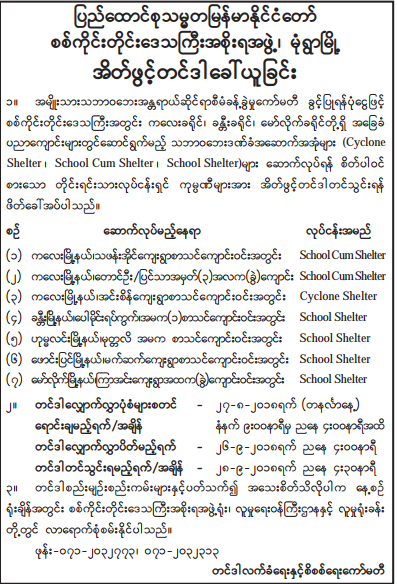 ပြည်ထောင်စုသမ္မတမြန်မာနိုင်ငံတော်
စစ်ကိုင်းတိုင်းဒေသကြီးအစိုးရအဖွဲ့၊ မုံရွာမြို့
အိတ်ဖွင့်တင်ဒါခေါ်ယူခြင်း
၁။ အမျိုးသားသဘာဝဘေးအန္တရာယ်ဆိုင်ရာစီမံခန့်ခွဲမှုကော်မတီ ခွင့်ပြုရန်ပုံငွေဖြင့်
စစ်ကိုင်းတိုင်းဒေသကြီးအတွင်း ကလေးခရိုင်၊ ခန္တီးခရိုင်၊ မော်လိုက်ခရိုင်တို့ရှိ အခြေခံ
ပညာကျောင်းများတွင်ဆောင်ရွက်မည့် သဘာဝဘေးဒဏ်ခံအဆောက်အအုံများ (Cyclone
Shelter ၊ School Cum Shelter ၊ School Shelter)များ ဆောက်လုပ်ရန် စိတ်ပါဝင်
စားသော တိုင်းရင်းသားလုပ်ငန်းရှင် ကုမ္ပဏီများအား အိတ်ဖွင့်တင်ဒါတင်သွင်းရန်
ဖိတ်ခေါ်အပ်ပါသည်။
စဉ် ဆောက်လုပ်မည့်နေရာ လုပ်ငန်းအမည်
(၁) ကလေးမြို့နယ်၊သဖန်းအိုင်ကျေးရွာစာသင်ကျောင်းဝင်းအတွင်း School Cum Shelter
(၂) ကလေးမြို့နယ်၊တောင်ဦး/ပြင်သာအမှတ်(၃)အလက(ခွဲ)ကျောင်း School Cum Shelter
(၃) ကလေးမြို့နယ်၊အင်းစိန်ကျေးရွာစာသင်ကျောင်းဝင်းအတွင်း Cyclone Shelter
(၄) ခန္တီးမြို့နယ်၊ပေါ်ခိုင်ရပ်ကွက်၊အမက(၁)စာသင်ကျောင်းဝင်းအတွင်း School Shelter
(၅) ဟုမ္မလင်းမြို့နယ်၊မုတ္တလိ အမက စာသင်ကျောင်းဝင်းအတွင်း School Shelter
(၆) ဖောင်းပြင်မြို့နယ်၊မက်ဆက်ကျေးရွာစာသင်ကျောင်းဝင်းအတွင်း School Shelter
(၇) မော်လိုက်မြို့နယ်၊ကြာအင်းကျေးရွာအထက(ခွဲ)ကျောင်းဝင်းအတွင်း School Shelter
၂။ တင်ဒါလျှောက်လွှာပုံစံများစတင် - ၂၇-၈-၂၀၁၈ရက် (တနင်္လာနေ့)
ရောင်းချမည့်ရက်/အချိန် နံနက် ၉းဝ၀နာရီမှ ညနေ ၄းဝ၀နာရီအထိ
တင်ဒါလျှောက်လွှာပိတ်မည့်ရက် - ၂၆-၉-၂၀၁၈ရက် ညနေ ၄းဝ၀နာရီ
တင်ဒါတင်သွင်းရမည့်ရက်/အချိန် - ၂၈-၉-၂၀၁၈ရက် ညနေ ၄း၃၀နာရီ
၃။ တင်ဒါစည်းမျဉ်းစည်းကမ်းများနှင့်ပတ်သက်၍ အသေးစိတ်သိလိုပါက နေ့စဉ်
ရုံးချိန်အတွင်း စစ်ကိုင်းတိုင်းဒေသကြီးအစိုးရအဖွဲ့ရုံး၊ လူမှုရေးဝန်ကြီးဌာနနှင့် လူမှုရုံးခန်း
တို့တွင် လာရောက်စုံစမ်းနိုင်ပါသည်။
ဖုန်း-၀၇၁-၂၀၃၂၇၇၃၊ ၀၇၁-၂၀၃၂၃၁၃
တင်ဒါလက်ခံရေးနှင့်စိစစ်ရေးကော်မတီ